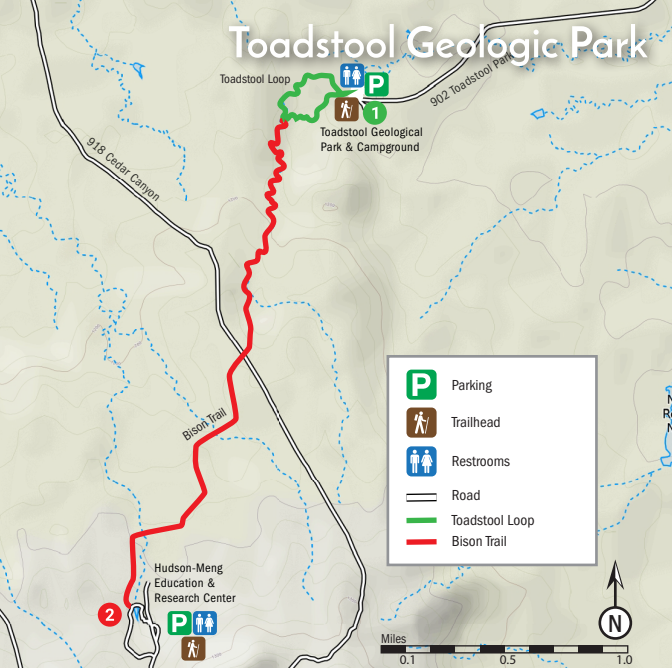 Toadstool Geologic Park
Toadstool Loop
P
1
902 Toadstool Park
Toadstool Geological
Park & Campground
918 Cedar Canyon
Bison Trail
P
Parking
Trailhead
Restrooms
Road
Toadstool Loop
Bison Trail
N
R
N
Hudson-Meng
Education &
Research Center
2
P
N
Miles
0.1
0.5
1.0